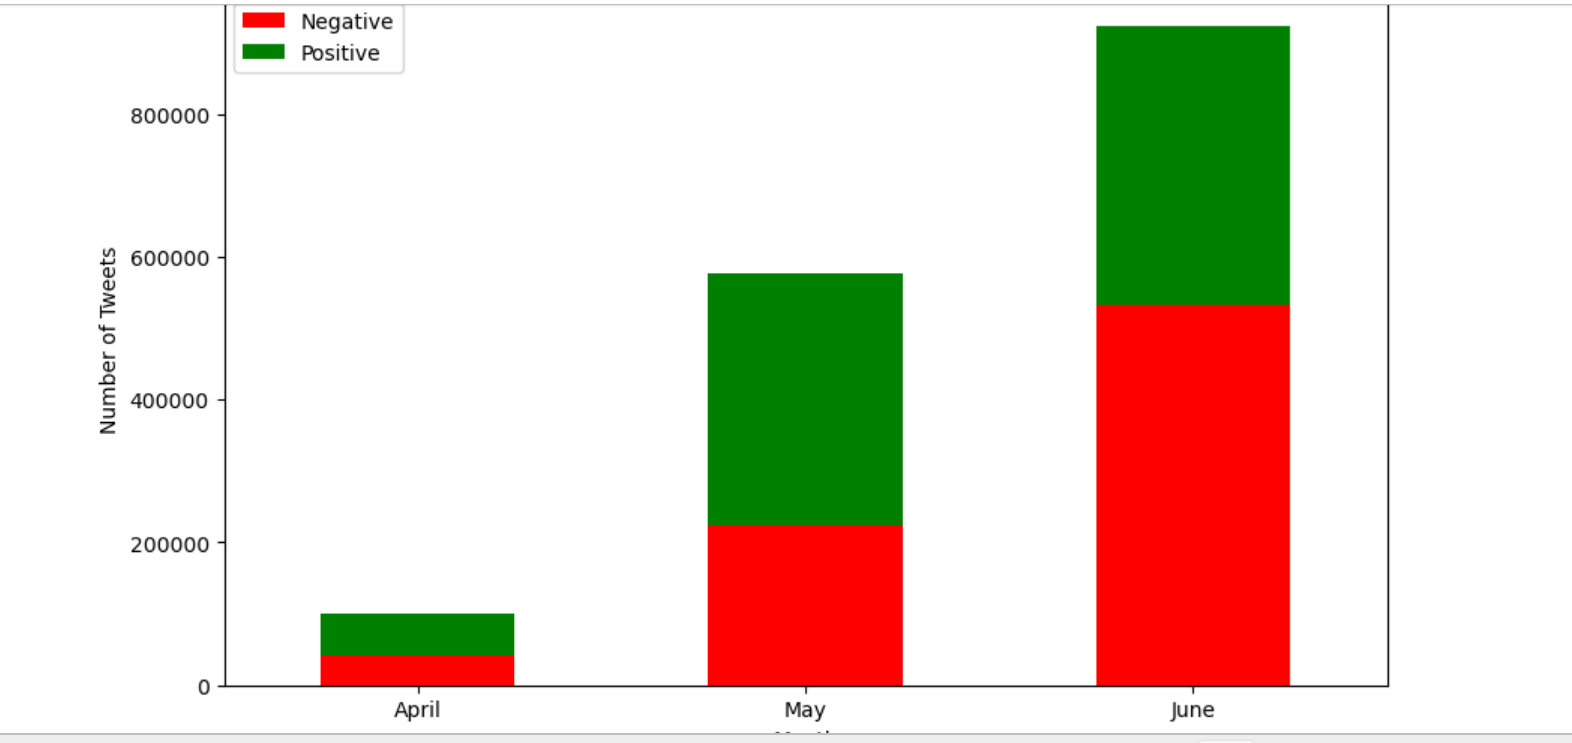 Negative
Positive
800000
600000
400000
200000
0
Number of Tweets
April
May
June